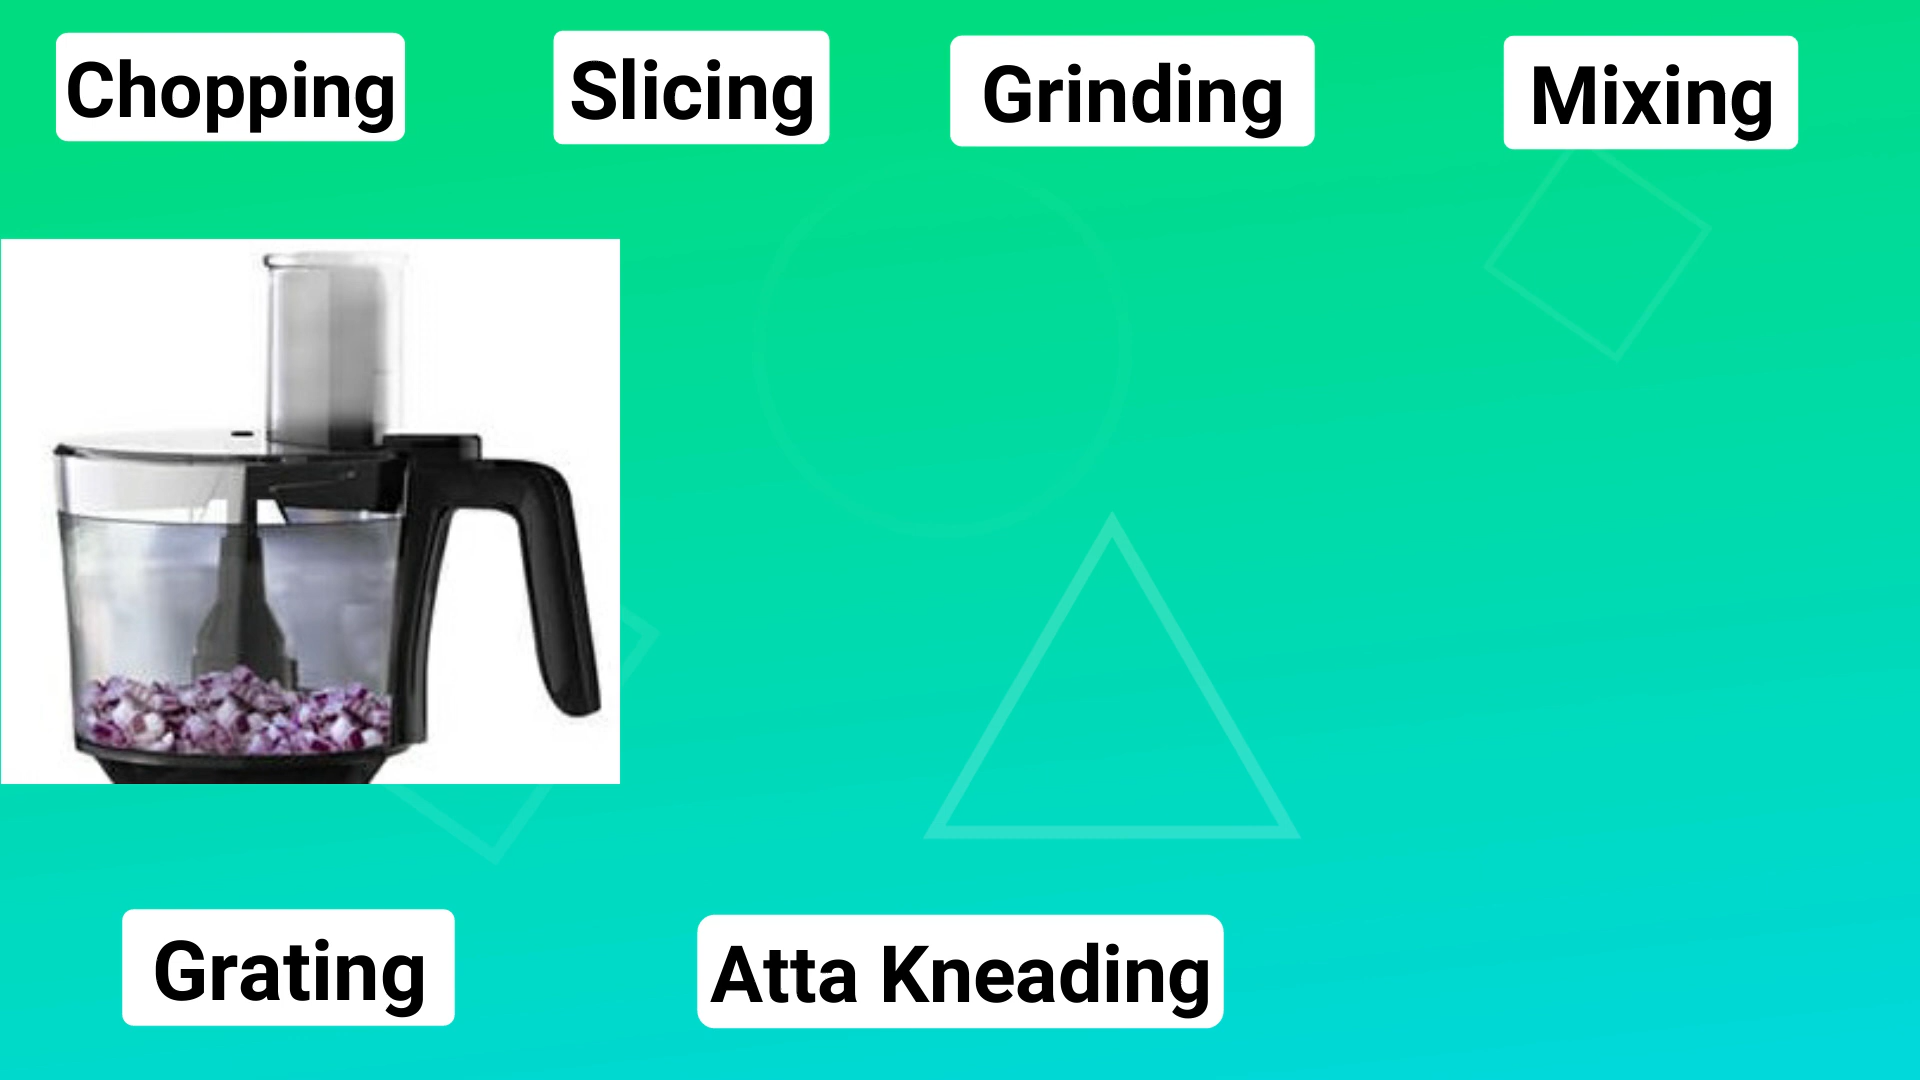 Chopping
Slicing
Grinding
Mixing
Grating
Atta Kneading